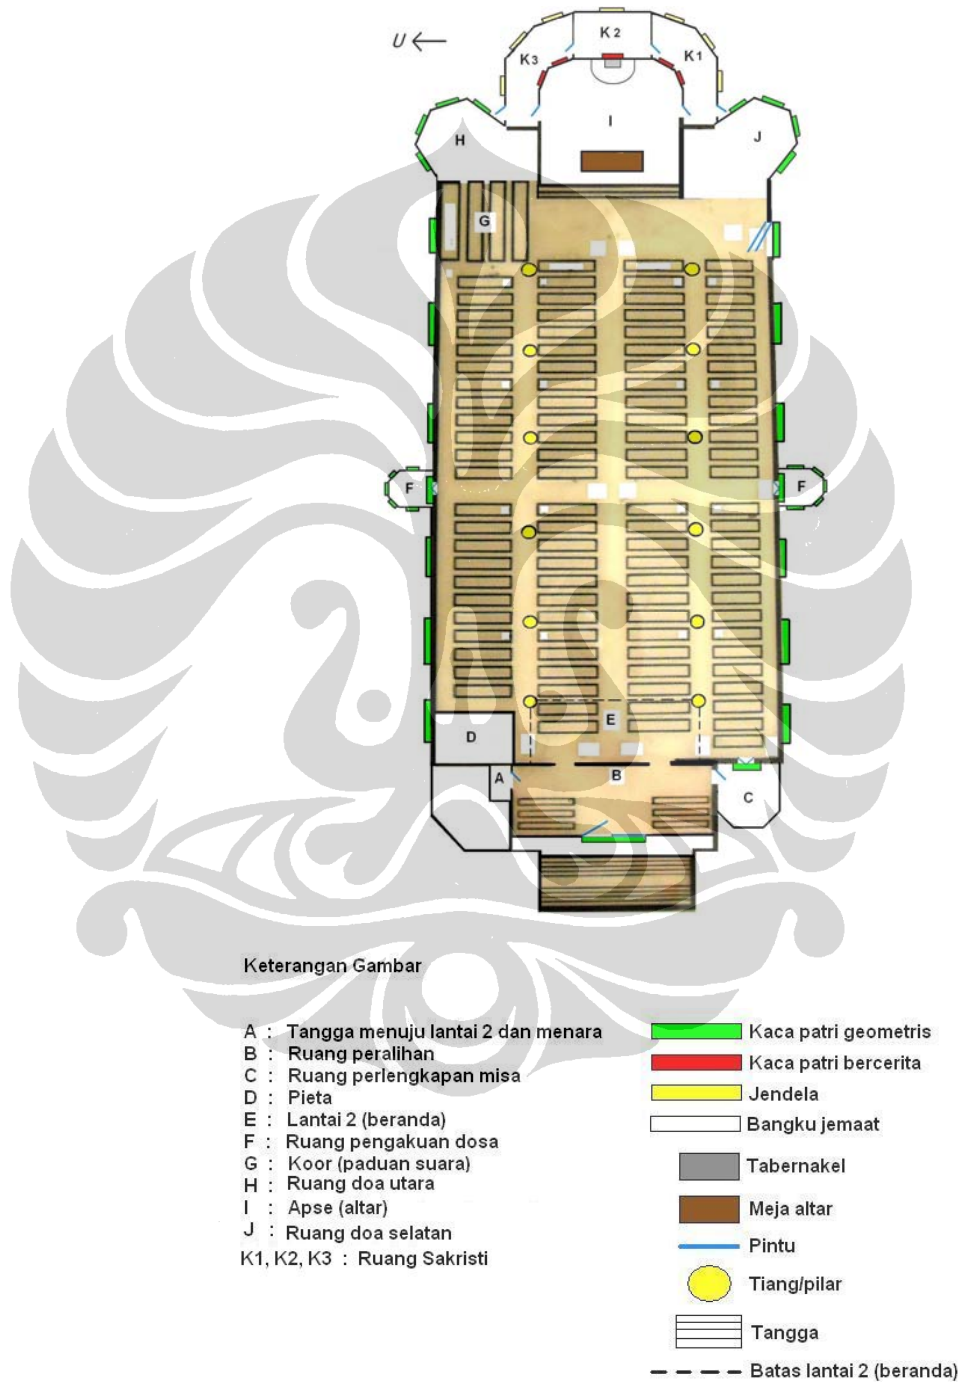 K 2
U
K3
K1
I
H
J
G
F
F
E
D
A
B
C
Keterangan Gambar
A : Tangga menuju lantai 2 dan menara
B : Ruang peralihan
C : Ruang perlengkapan misa
D : Pieta
E : Lantai 2 (beranda)
F : Ruang pengakuan dosa
G : Koor (paduan suara)
H : Ruang doa utara
I : Apse (altar)
J : Ruang doa selatan
K1, K2, K3 : Ruang Sakristi
Kaca patri geometris
Kaca patri bercerita
Jendela
Bangku jemaat
Tabernakel
Meja altar
Pintu
Tiang/pilar
Tangga
Batas lantai 2 (beranda)